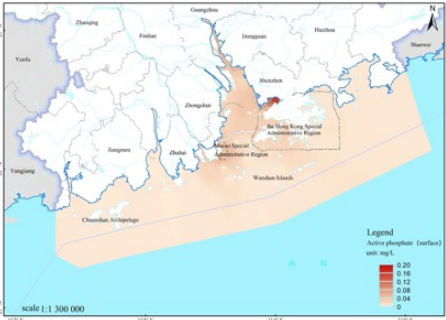 Guangzhou
N
Zhaoqing
Foshan
Dongguan
Huizhou
Shanwei
Yunfu
Shenzhen
Zhongshan
the Hong Kong Special
Administrative Region
Jiangmen
Macao Special
Administrative Region
Zhuhai
Yangjiang
Wanshan Islands
Chuanshan Archipelago
Legend
Active phosphate (surface)
unit: mg/L
0.20
0.16
0.12
0.08
0.04
0
scale 1:1 300 000